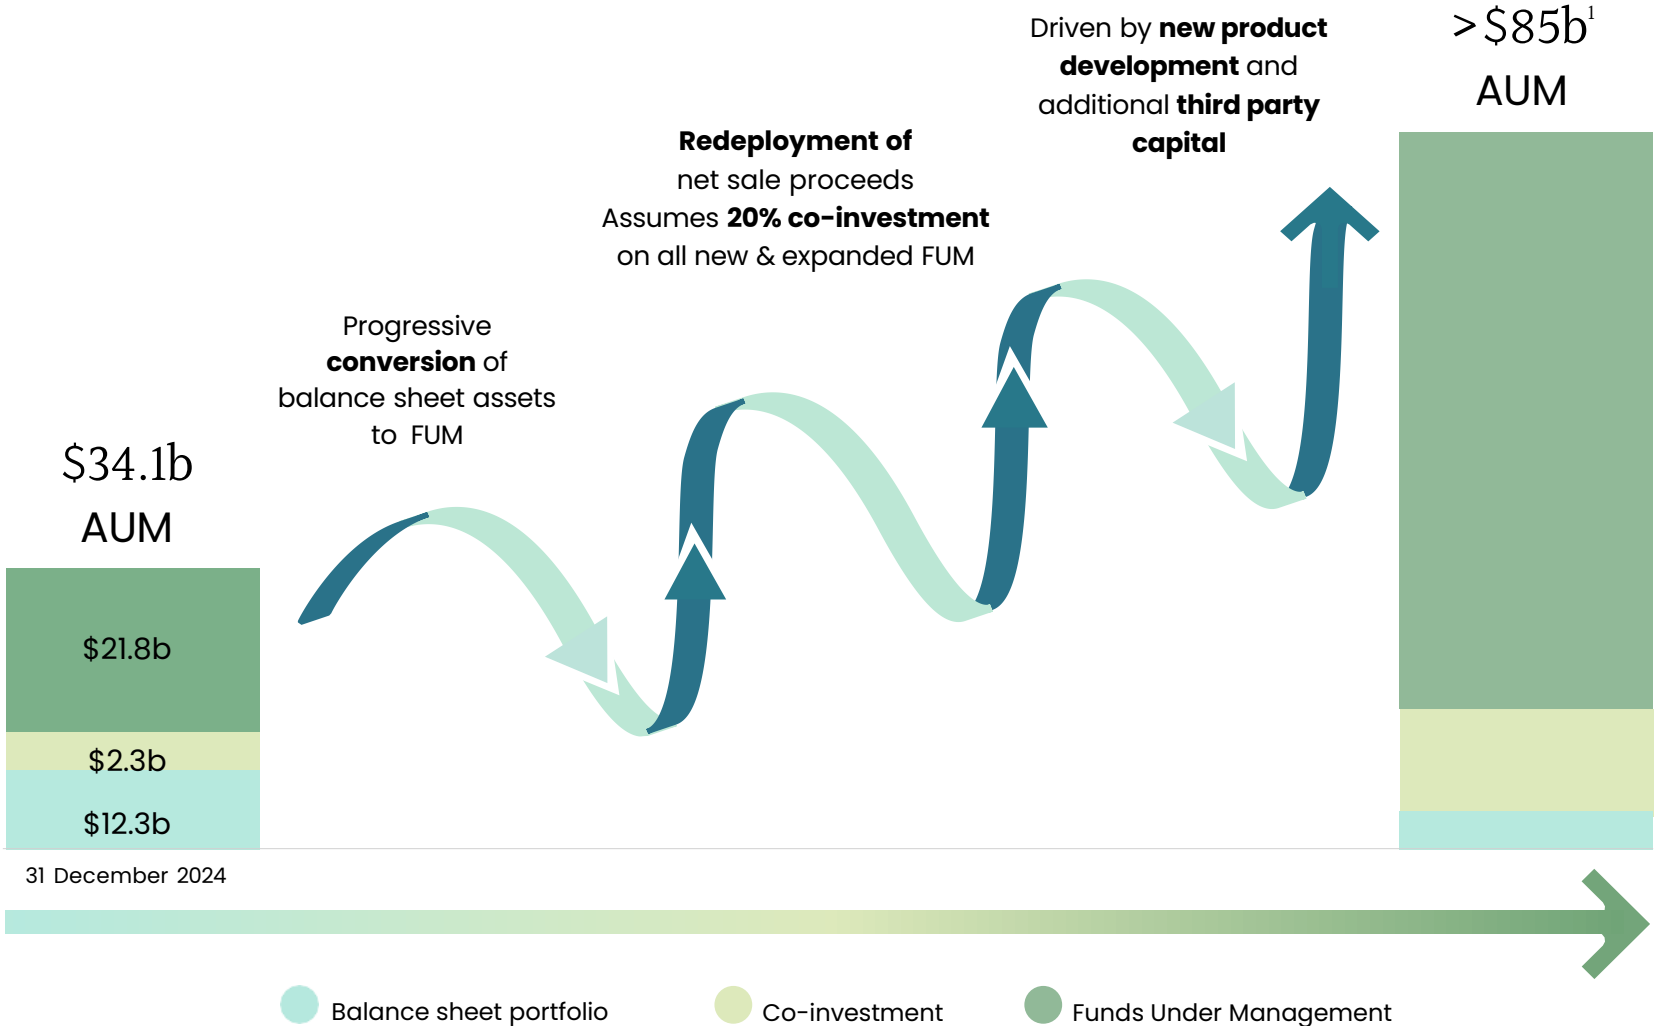 Driven by new product
development and
additional third party
capital
>$85b¹
AUM
Redeployment of
net sale proceeds
Assumes 20% co-investment
on all new & expanded FUM
Progressive
conversion of
balance sheet assets
to FUM
$34.1b
AUM
$21.8b
$2.3b
$12.3b
31 December 2024
Balance sheet portfolio
Co-investment
Funds Under Management